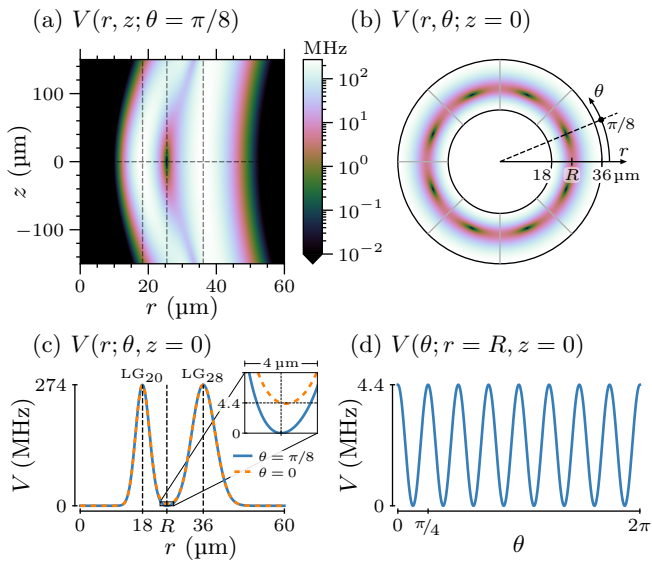 (a) V(r, z; θ = π/8)
MHz
100
0
−100
z (µm)
0 20 40 60
r (µm)
10²
10¹
10⁰
10⁻¹
10⁻²
(b) V(r, θ; z = 0)
θ
π/8
r
18 R 36 µm
(c) V(r; θ, z = 0)
LG₂₀ LG₂₈
274
0
V (MHz)
4 µm
4.4
0
θ = π/8
θ = 0
0 18 R 36 60
r (µm)
(d) V(θ; r = R, z = 0)
4.4
0
V (MHz)
0 π/4 2π
θ